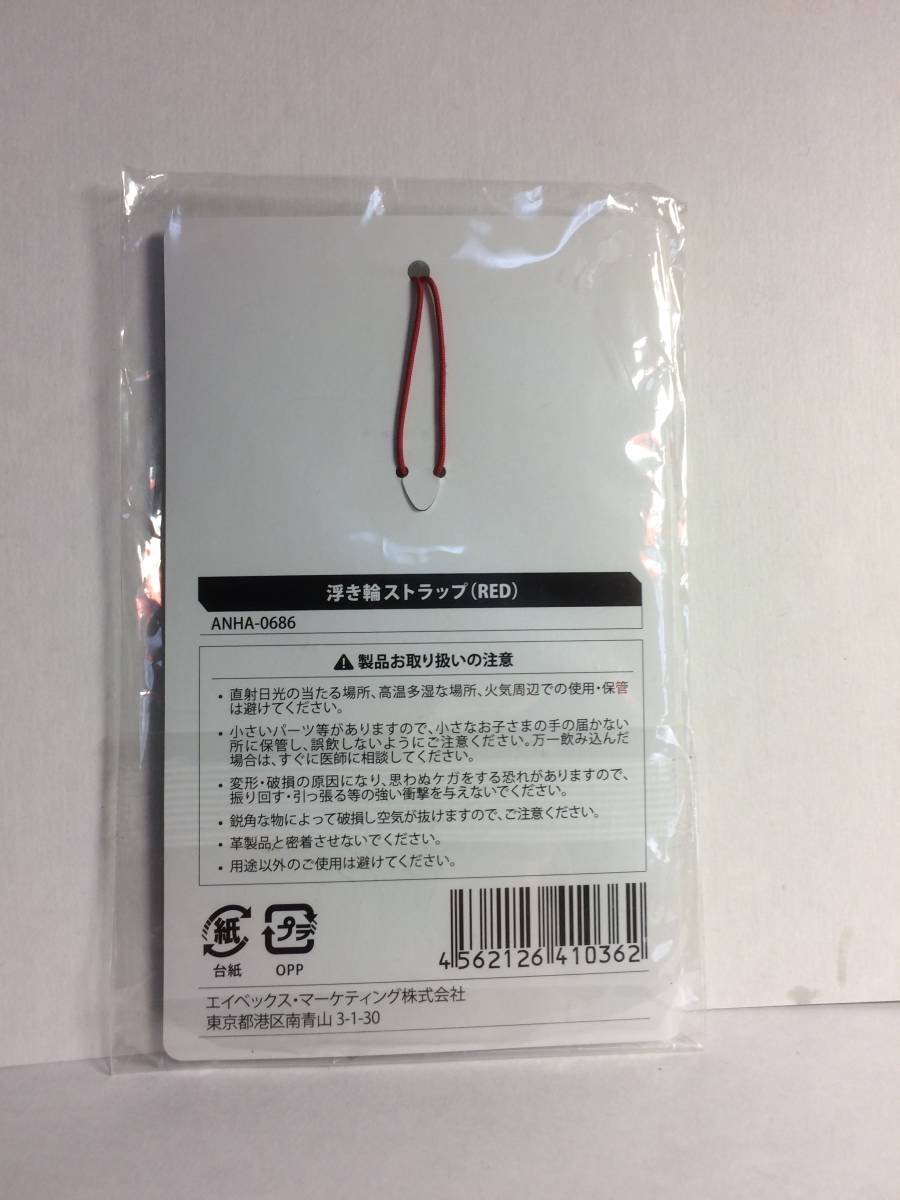 浮き輪ストラップ（RED）
ANHA-0686
製品お取り扱いの注意
・直射日光の当たる場所、高温多湿な場所、火気周辺での使用・保管
は避けてください。
・小さいパーツ等がありますので、小さなお子さまの手の届かない
所に保管し、誤飲しないようにご注意ください。万一飲み込んだ
場合は、すぐに医師に相談してください。
・変形・破損の原因になり、思わぬケガをする恐れがありますので、
振り回す・引っ張る等の強い衝撃を与えないでください。
・鋭角な物によって破損し空気が抜けますので、ご注意ください。
・革製品と密着させないでください。
・用途以外のご使用は避けてください。
紙 プラ
台紙 OPP
4 562126 410362
エイベックス・マーケティング株式会社
東京都港区南青山 3-1-30